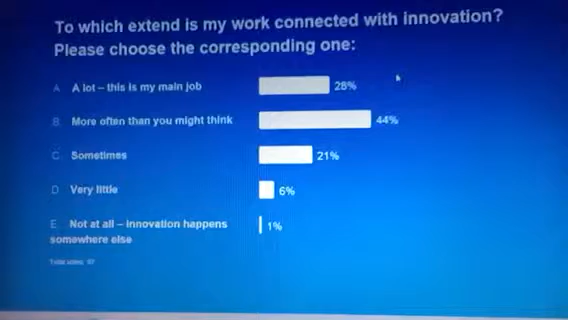 To which extend is my work connected with innovation?
Please choose the corresponding one:
A A lot – this is my main job 28%
B More often than you might think 44%
C Sometimes 21%
D Very little 6%
E Not at all – innovation happens 1%
somewhere else
Total votes: